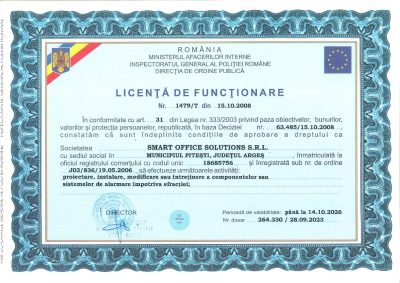 ROMÂNIA
MINISTERUL AFACERILOR INTERNE
INSPECTORATUL GENERAL AL POLIȚIEI ROMÂNE
DIRECȚIA DE ORDINE PUBLICĂ
LICENȚĂ DE FUNCȚIONARE
Nr. 1479/T din 15.10.2008
În conformitate cu art. 31 din Legea nr. 333/2003 privind paza obiectivelor, bunurilor,
valorilor și protecția persoanelor, republicată, în baza Deciziei nr. 63.485/15.10.2008,
constatăm că sunt îndeplinite condițiile de aprobare a dreptului ca
Societatea SMART OFFICE SOLUTIONS S.R.L.
cu sediul social în MUNICIPIUL PITEȘTI, JUDEȚUL ARGEȘ, înmatriculată la
oficiul registrului comerțului cu codul unic 18685756 și înregistrată sub nr. de ordine
J03/836/19.05.2006 să efectueze următoarele activități:
proiectare, instalare, modificare sau întreținere a componentelor sau
sistemelor de alarmare împotriva efracției;
DIRECTOR
Perioada de valabilitate: până la 14.10.2026
Număr dosar 264.330 / 28.09.2023